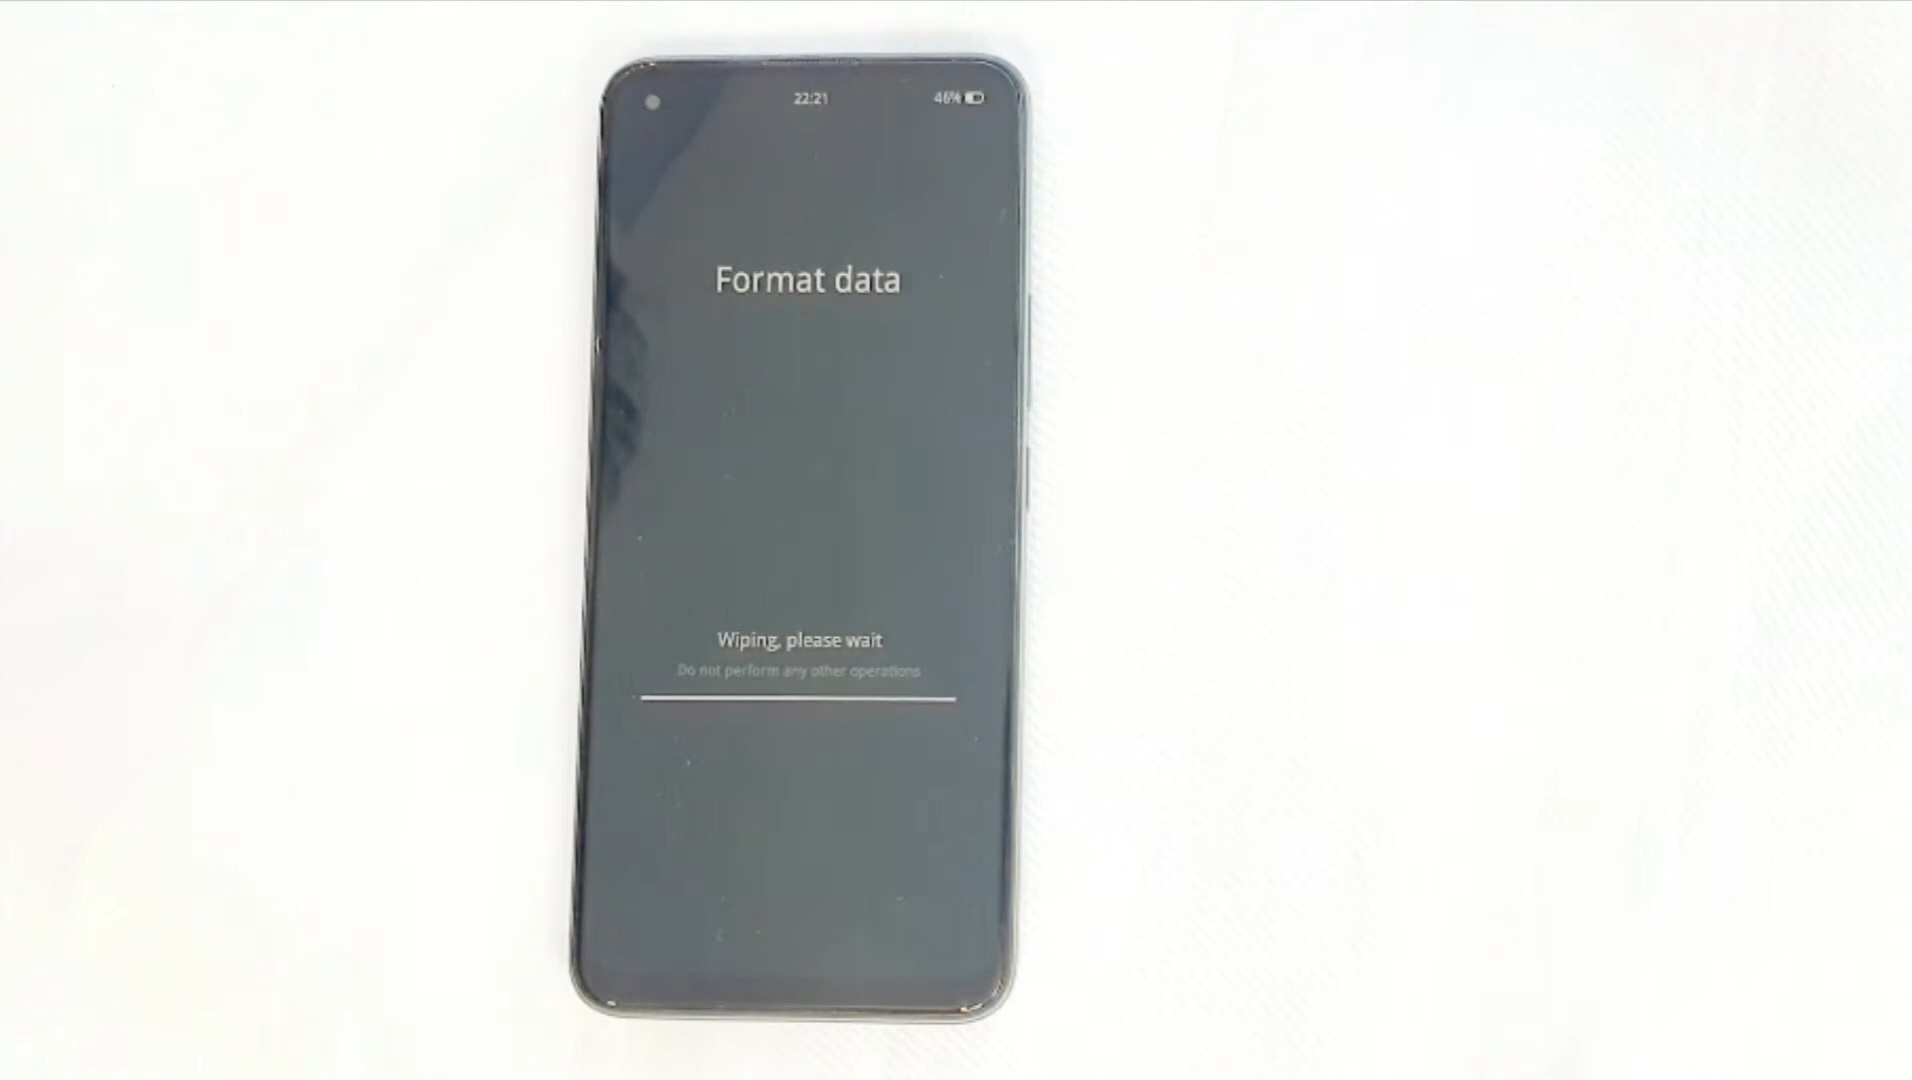 22:21 46%
Format data
Wiping, please wait
Do not perform any other operations